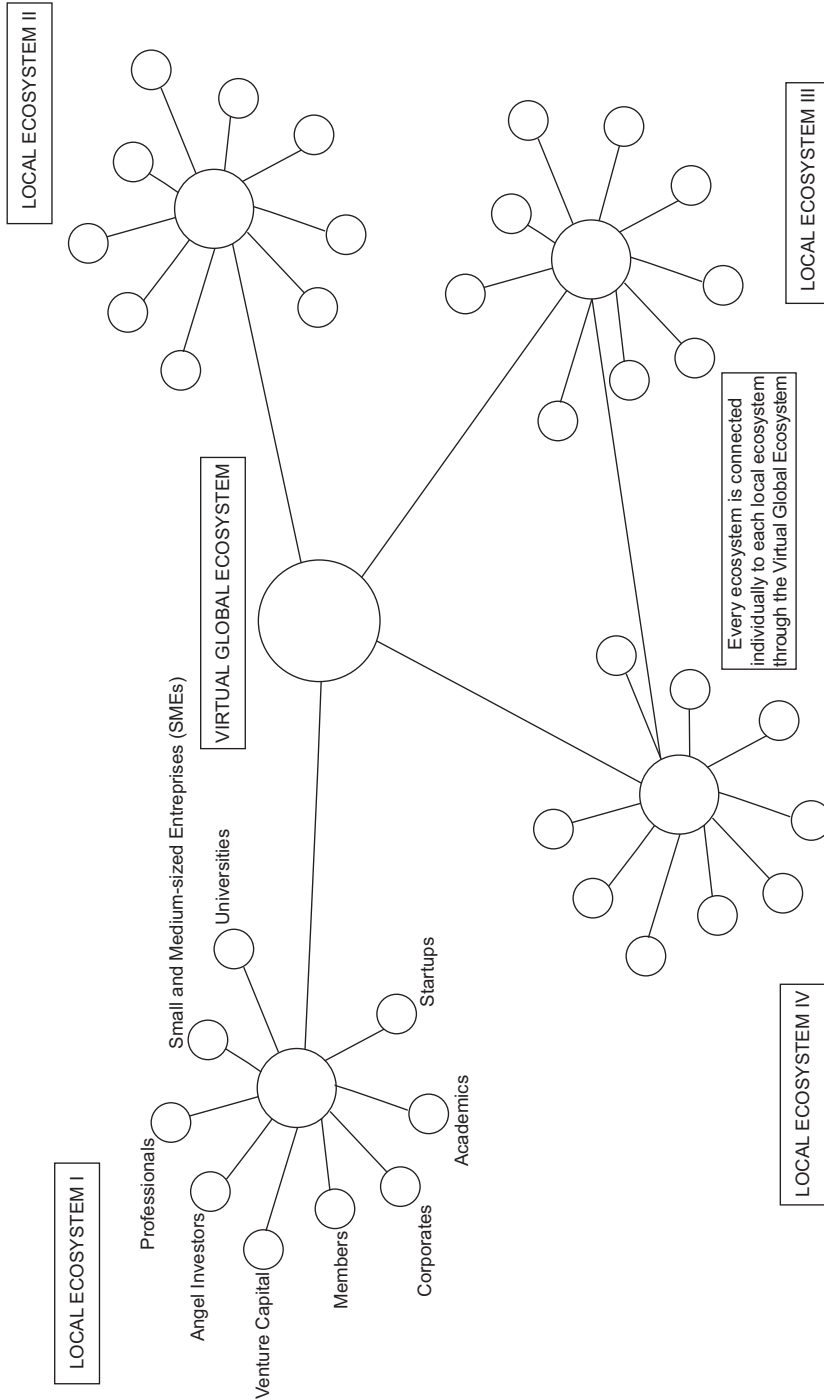 LOCAL ECOSYSTEM I
LOCAL ECOSYSTEM II
Professionals
Small and Medium-sized Entreprises (SMEs)
Angel Investors
Universities
VIRTUAL GLOBAL ECOSYSTEM
Venture Capital
Members
Corporates
Startups
Academics
Every ecosystem is connected
individually to each local ecosystem
through the Virtual Global Ecosystem
LOCAL ECOSYSTEM IV
LOCAL ECOSYSTEM III